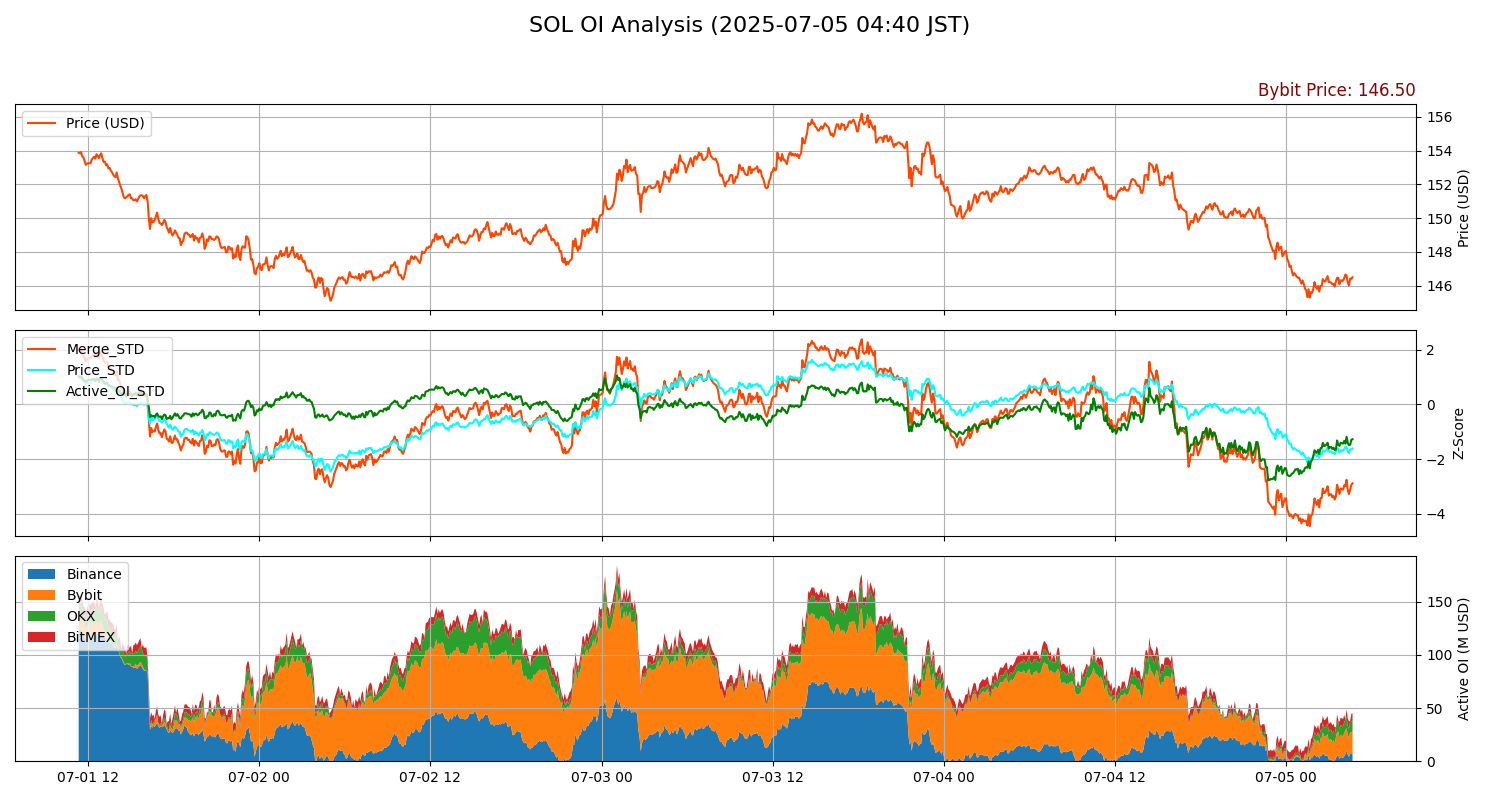 SOL OI Analysis (2025-07-05 04:40 JST)
Bybit Price: 146.50
Price (USD)
156
154
152
150
148
146
Price (USD)
Merge_STD
Price_STD
Active_OI_STD
2
0
−2
−4
Z-Score
Binance
Bybit
OKX
BitMEX
150
100
50
0
Active OI (M USD)
07-01 12
07-02 00
07-02 12
07-03 00
07-03 12
07-04 00
07-04 12
07-05 00